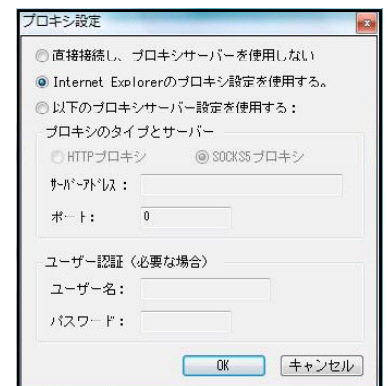 プロキシ設定
直接接続し、プロキシサーバーを使用しない
Internet Explorerのプロキシ設定を使用する。
以下のプロキシサーバー設定を使用する：
プロキシのタイプとサーバー
HTTPプロキシ SOCKS5プロキシ
ｻｰﾊﾞｰｱﾄﾞﾚｽ：
ポート： 0
ユーザー認証（必要な場合）
ユーザー名：
パスワード：
OK キャンセル